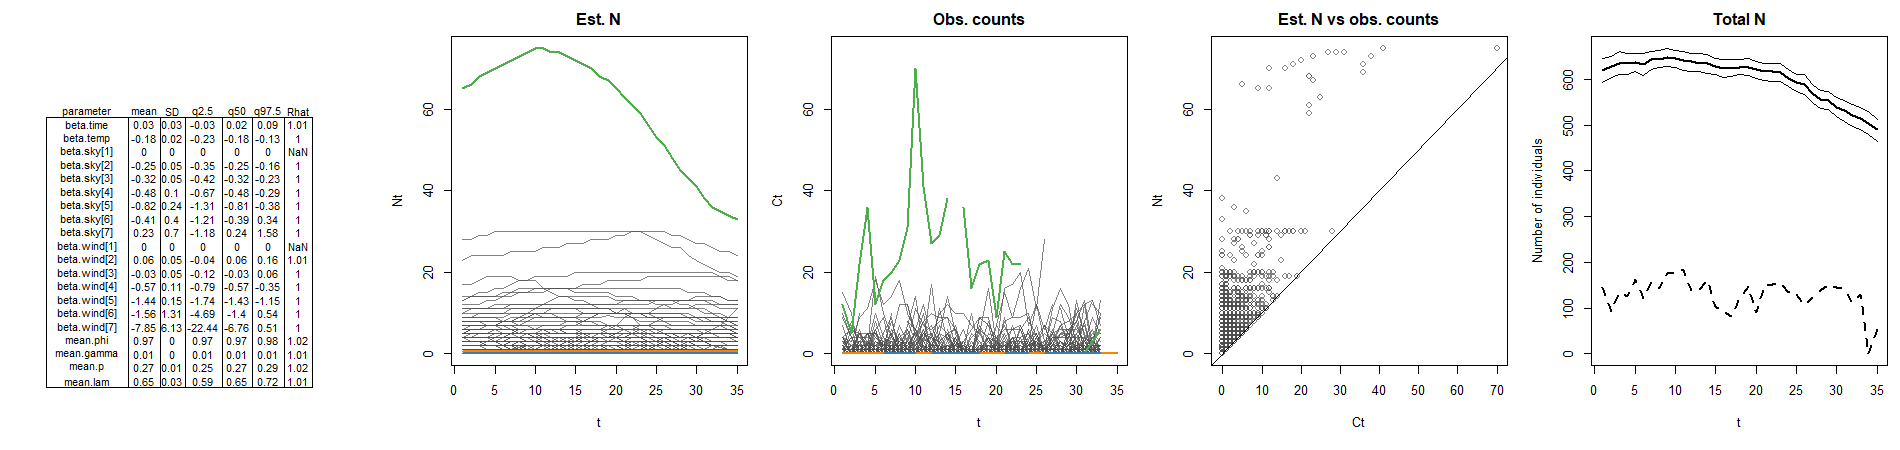 parameter mean SD q2.5 q50 q97.5 Rhat
beta.time 0.03 0.03 -0.03 0.02 0.09 1.01
beta.temp -0.18 0.02 -0.23 -0.18 -0.13 1
beta.sky[1] 0 0 0 0 0 NaN
beta.sky[2] -0.25 0.05 -0.35 -0.25 -0.16 1
beta.sky[3] -0.32 0.05 -0.42 -0.32 -0.23 1
beta.sky[4] -0.48 0.1 -0.67 -0.48 -0.29 1
beta.sky[5] -0.82 0.24 -1.31 -0.81 -0.38 1
beta.sky[6] -0.41 0.4 -1.21 -0.39 0.34 1
beta.sky[7] 0.23 0.7 -1.18 0.24 1.58 1
beta.wind[1] 0 0 0 0 0 NaN
beta.wind[2] 0.06 0.05 -0.04 0.06 0.16 1.01
beta.wind[3] -0.03 0.05 -0.12 -0.03 0.06 1
beta.wind[4] -0.57 0.11 -0.79 -0.57 -0.35 1
beta.wind[5] -1.44 0.15 -1.74 -1.43 -1.15 1
beta.wind[6] -1.56 1.31 -4.69 -1.4 0.54 1
beta.wind[7] -7.85 6.13 -22.44 -6.76 0.51 1
mean.phi 0.97 0 0.97 0.97 0.98 1.02
mean.gamma 0.01 0 0.01 0.01 0.01 1.01
mean.p 0.27 0.01 0.25 0.27 0.29 1.02
mean.lam 0.65 0.03 0.59 0.65 0.72 1.01
Est. N
Nt
60
40
20
0
0 5 10 15 20 25 30 35
t
Obs. counts
Ct
60
40
20
0
0 5 10 15 20 25 30 35
t
Est. N vs obs. counts
Nt
60
40
20
0
0 10 20 30 40 50 60 70
Ct
Total N
Number of individuals
600
500
400
300
200
100
0
0 5 10 15 20 25 30 35
t